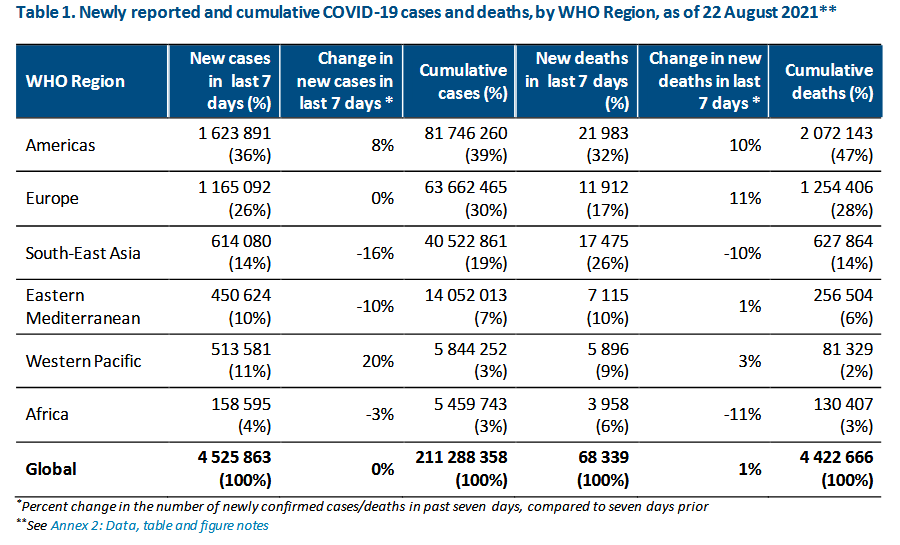 Table 1. Newly reported and cumulative COVID-19 cases and deaths, by WHO Region, as of 22 August 2021**
WHO Region
New cases
in last 7
days (%)
Change in
new cases in
last 7 days *
Cumulative
cases (%)
New deaths
in last 7 days
(%)
Change in new
deaths in last
7 days *
Cumulative
deaths (%)
Americas
1 623 891
(36%)
8%
81 746 260
(39%)
21 983
(32%)
10%
2 072 143
(47%)
Europe
1 165 092
(26%)
0%
63 662 465
(30%)
11 912
(17%)
11%
1 254 406
(28%)
South-East Asia
614 080
(14%)
-16%
40 522 861
(19%)
17 475
(26%)
-10%
627 864
(14%)
Eastern
Mediterranean
450 624
(10%)
-10%
14 052 013
(7%)
7 115
(10%)
1%
256 504
(6%)
Western Pacific
513 581
(11%)
20%
5 844 252
(3%)
5 896
(9%)
3%
81 329
(2%)
Africa
158 595
(4%)
-3%
5 459 743
(3%)
3 958
(6%)
-11%
130 407
(3%)
Global
4 525 863
(100%)
0%
211 288 358
(100%)
68 339
(100%)
1%
4 422 666
(100%)
*Percent change in the number of newly confirmed cases/deaths in past seven days, compared to seven days prior
**See Annex 2: Data, table and figure notes